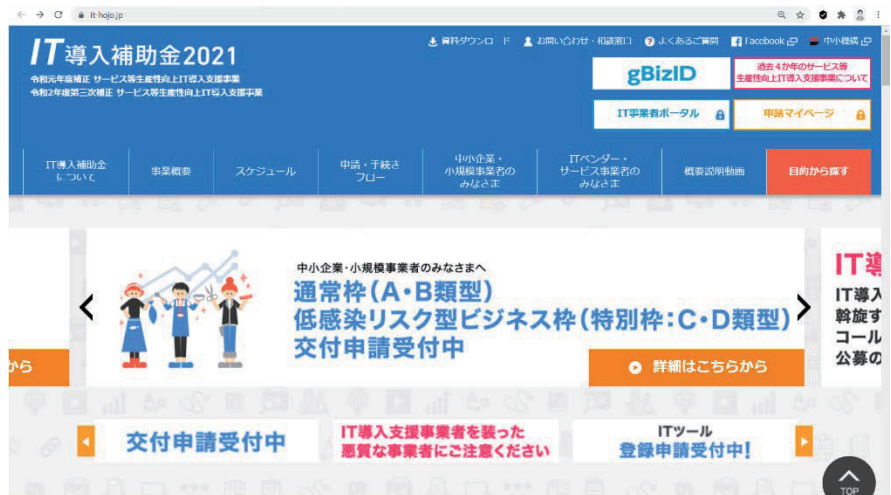 it-hojo.jp
資料ダウンロード
お問い合わせ・相談窓口
よくあるご質問
Facebook
中小機構
IT導入補助金2021
令和元年度補正 サービス等生産性向上IT導入支援事業
令和2年度第三次補正 サービス等生産性向上IT導入支援事業
gBizID
過去4か年のサービス等
生産性向上IT導入支援事業について
IT事業者ポータル
申請マイページ
IT導入補助金
について
事業概要
スケジュール
申請・手続き
フロー
中小企業・
小規模事業者の
みなさま
ITベンダー・
サービス事業者の
みなさま
概要説明動画
目的から探す
中小企業・小規模事業者のみなさまへ
通常枠(A・B類型)
低感染リスク型ビジネス枠(特別枠:C・D類型)
交付申請受付中
詳細はこちらから
から
IT導
IT導入
斡旋す
コール
公募の
交付申請受付中
IT導入支援事業者を装った
悪質な事業者にご注意ください
ITツール
登録申請受付中!
TOP